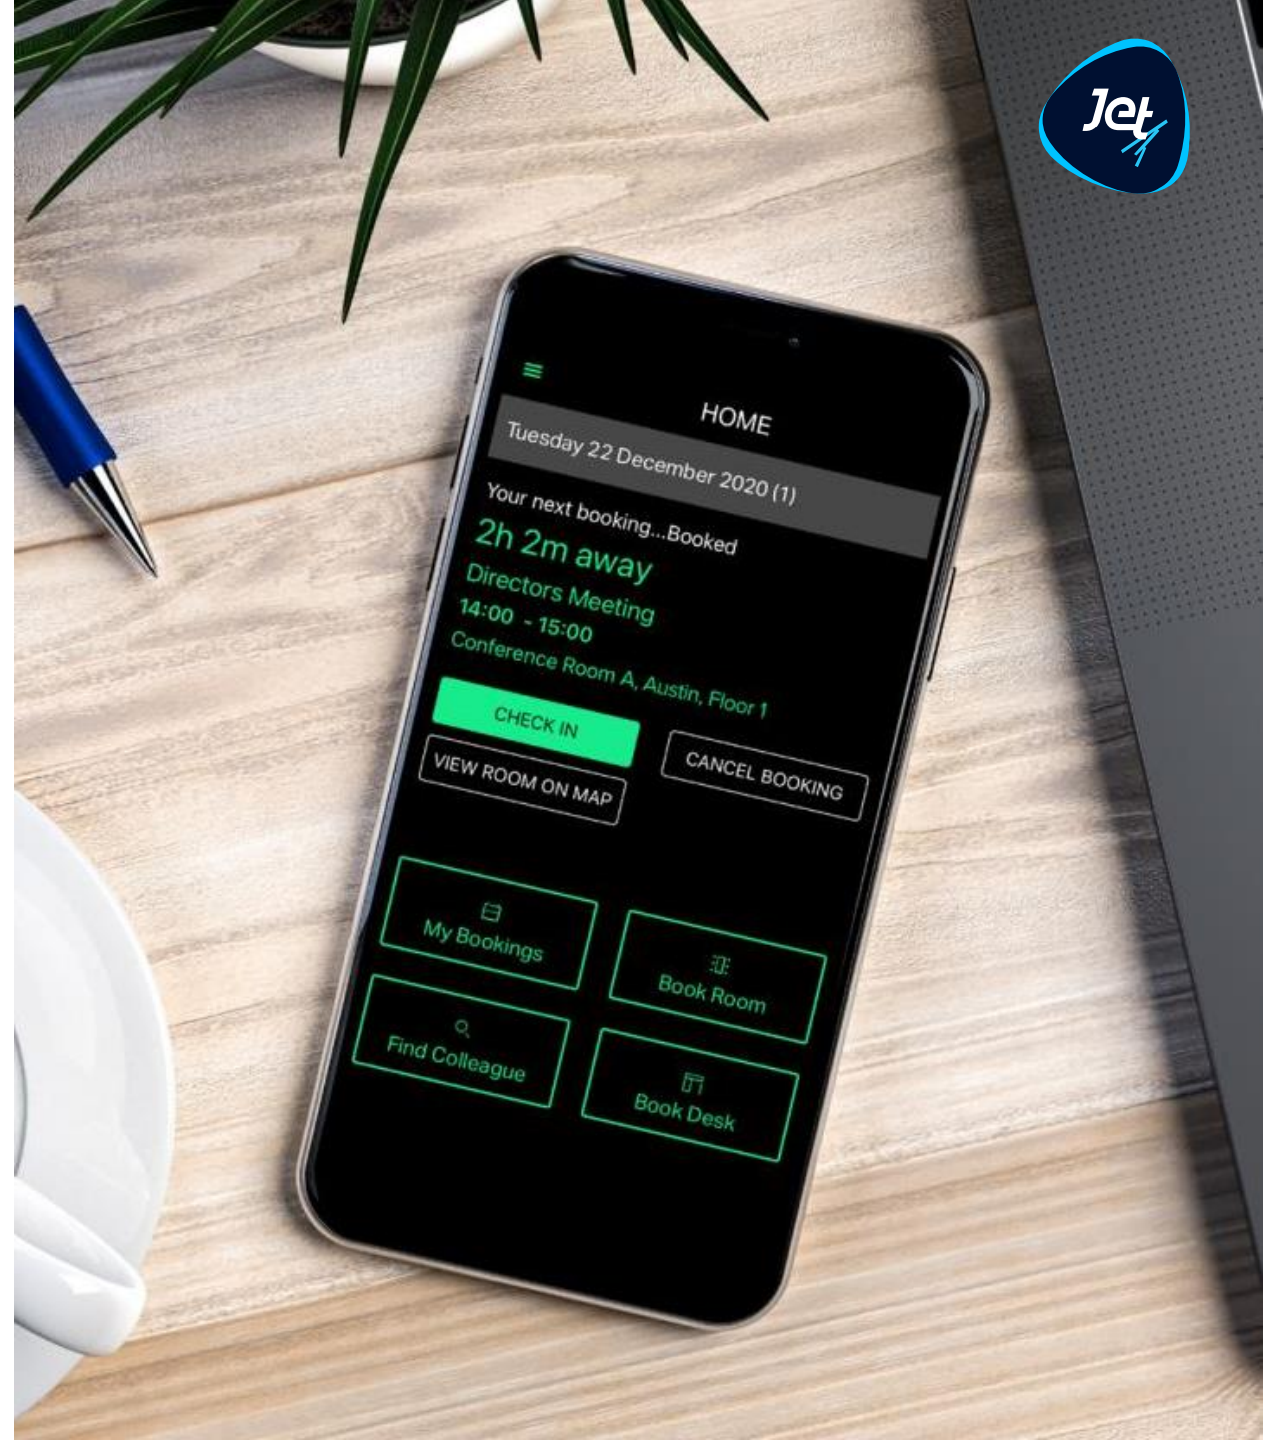 Jet
HOME
Tuesday 22 December 2020 (1)
Your next booking...Booked
2h 2m away
Directors Meeting
14:00 - 15:00
Conference Room A, Austin, Floor 1
CHECK IN
CANCEL BOOKING
VIEW ROOM ON MAP
My Bookings
Book Room
Find Colleague
Book Desk